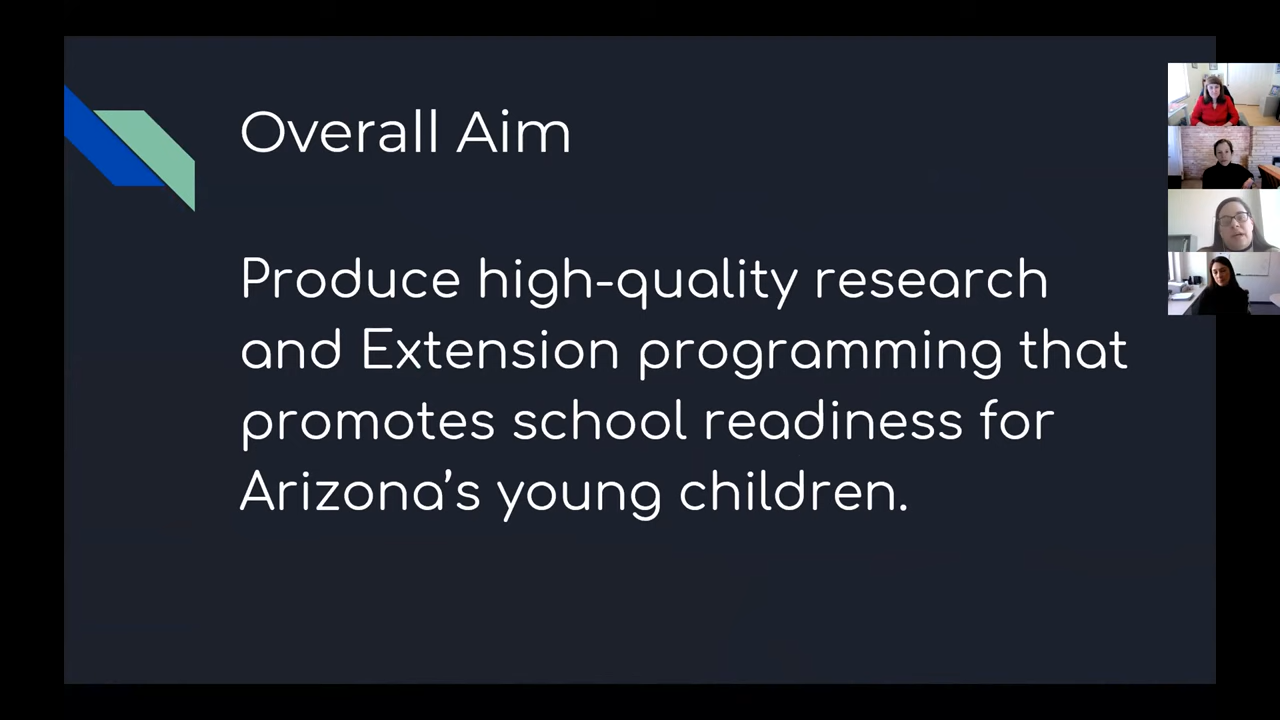 Overall Aim
Produce high-quality research
and Extension programming that
promotes school readiness for
Arizona’s young children.